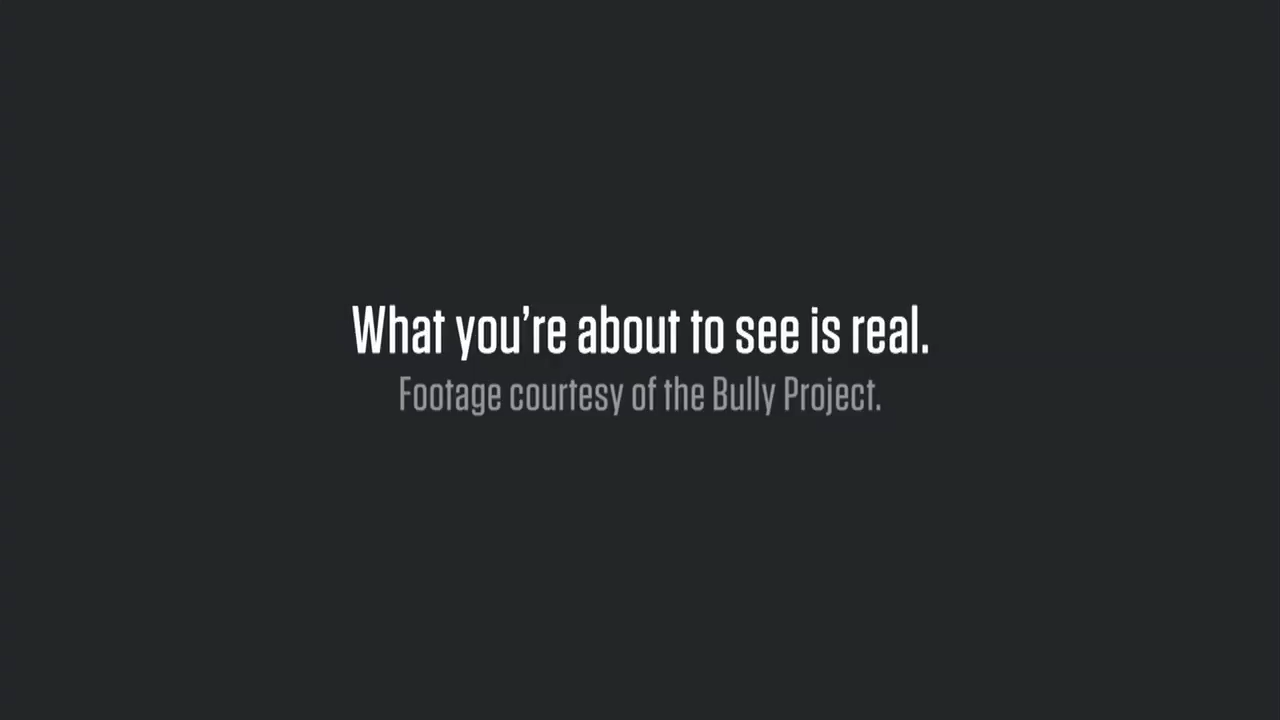 What you’re about to see is real.
Footage courtesy of the Bully Project.